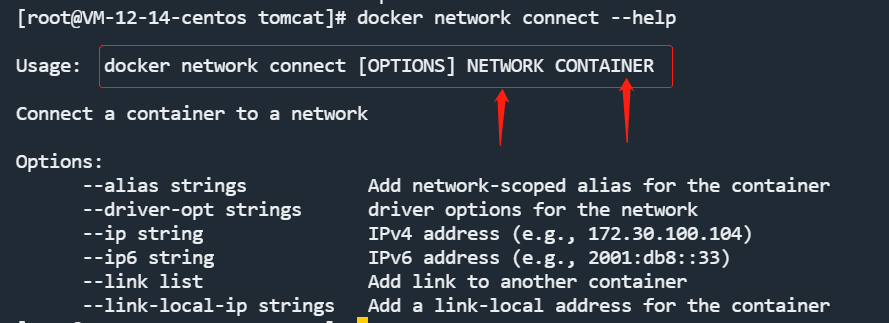 [root@VM-12-14-centos tomcat]# docker network connect --help
Usage:  docker network connect [OPTIONS] NETWORK CONTAINER
Connect a container to a network
Options:
      --alias strings           Add network-scoped alias for the container
      --driver-opt strings      driver options for the network
      --ip string               IPv4 address (e.g., 172.30.100.104)
      --ip6 string              IPv6 address (e.g., 2001:db8::33)
      --link list               Add link to another container
      --link-local-ip strings   Add a link-local address for the container